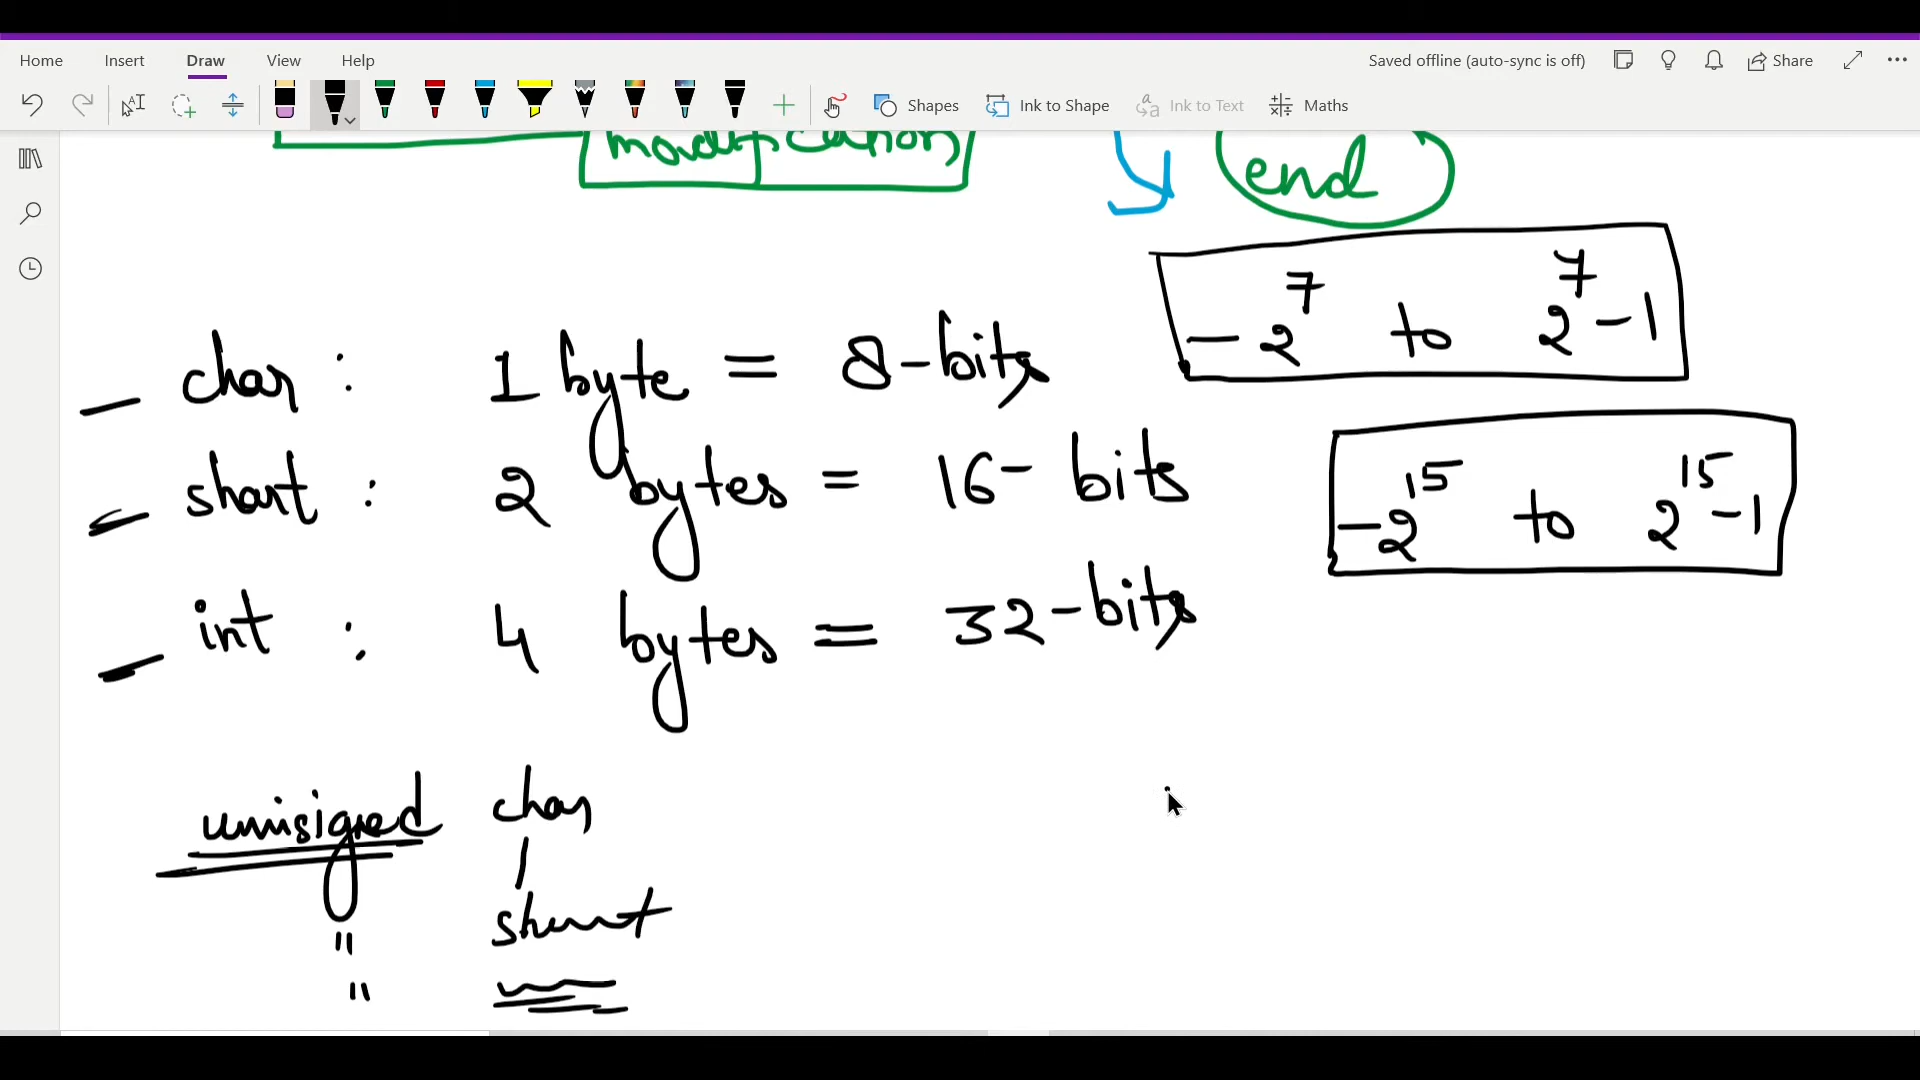 Home Insert Draw View Help Saved offline (auto-sync is off) Share
Shapes Ink to Shape Ink to Text Maths
modification
end
-2^7 to 2^7-1
char : 1 byte = 8-bits
short : 2 bytes = 16-bits
-2^15 to 2^15-1
int : 4 bytes = 32-bits
unnsigned char
" short
"